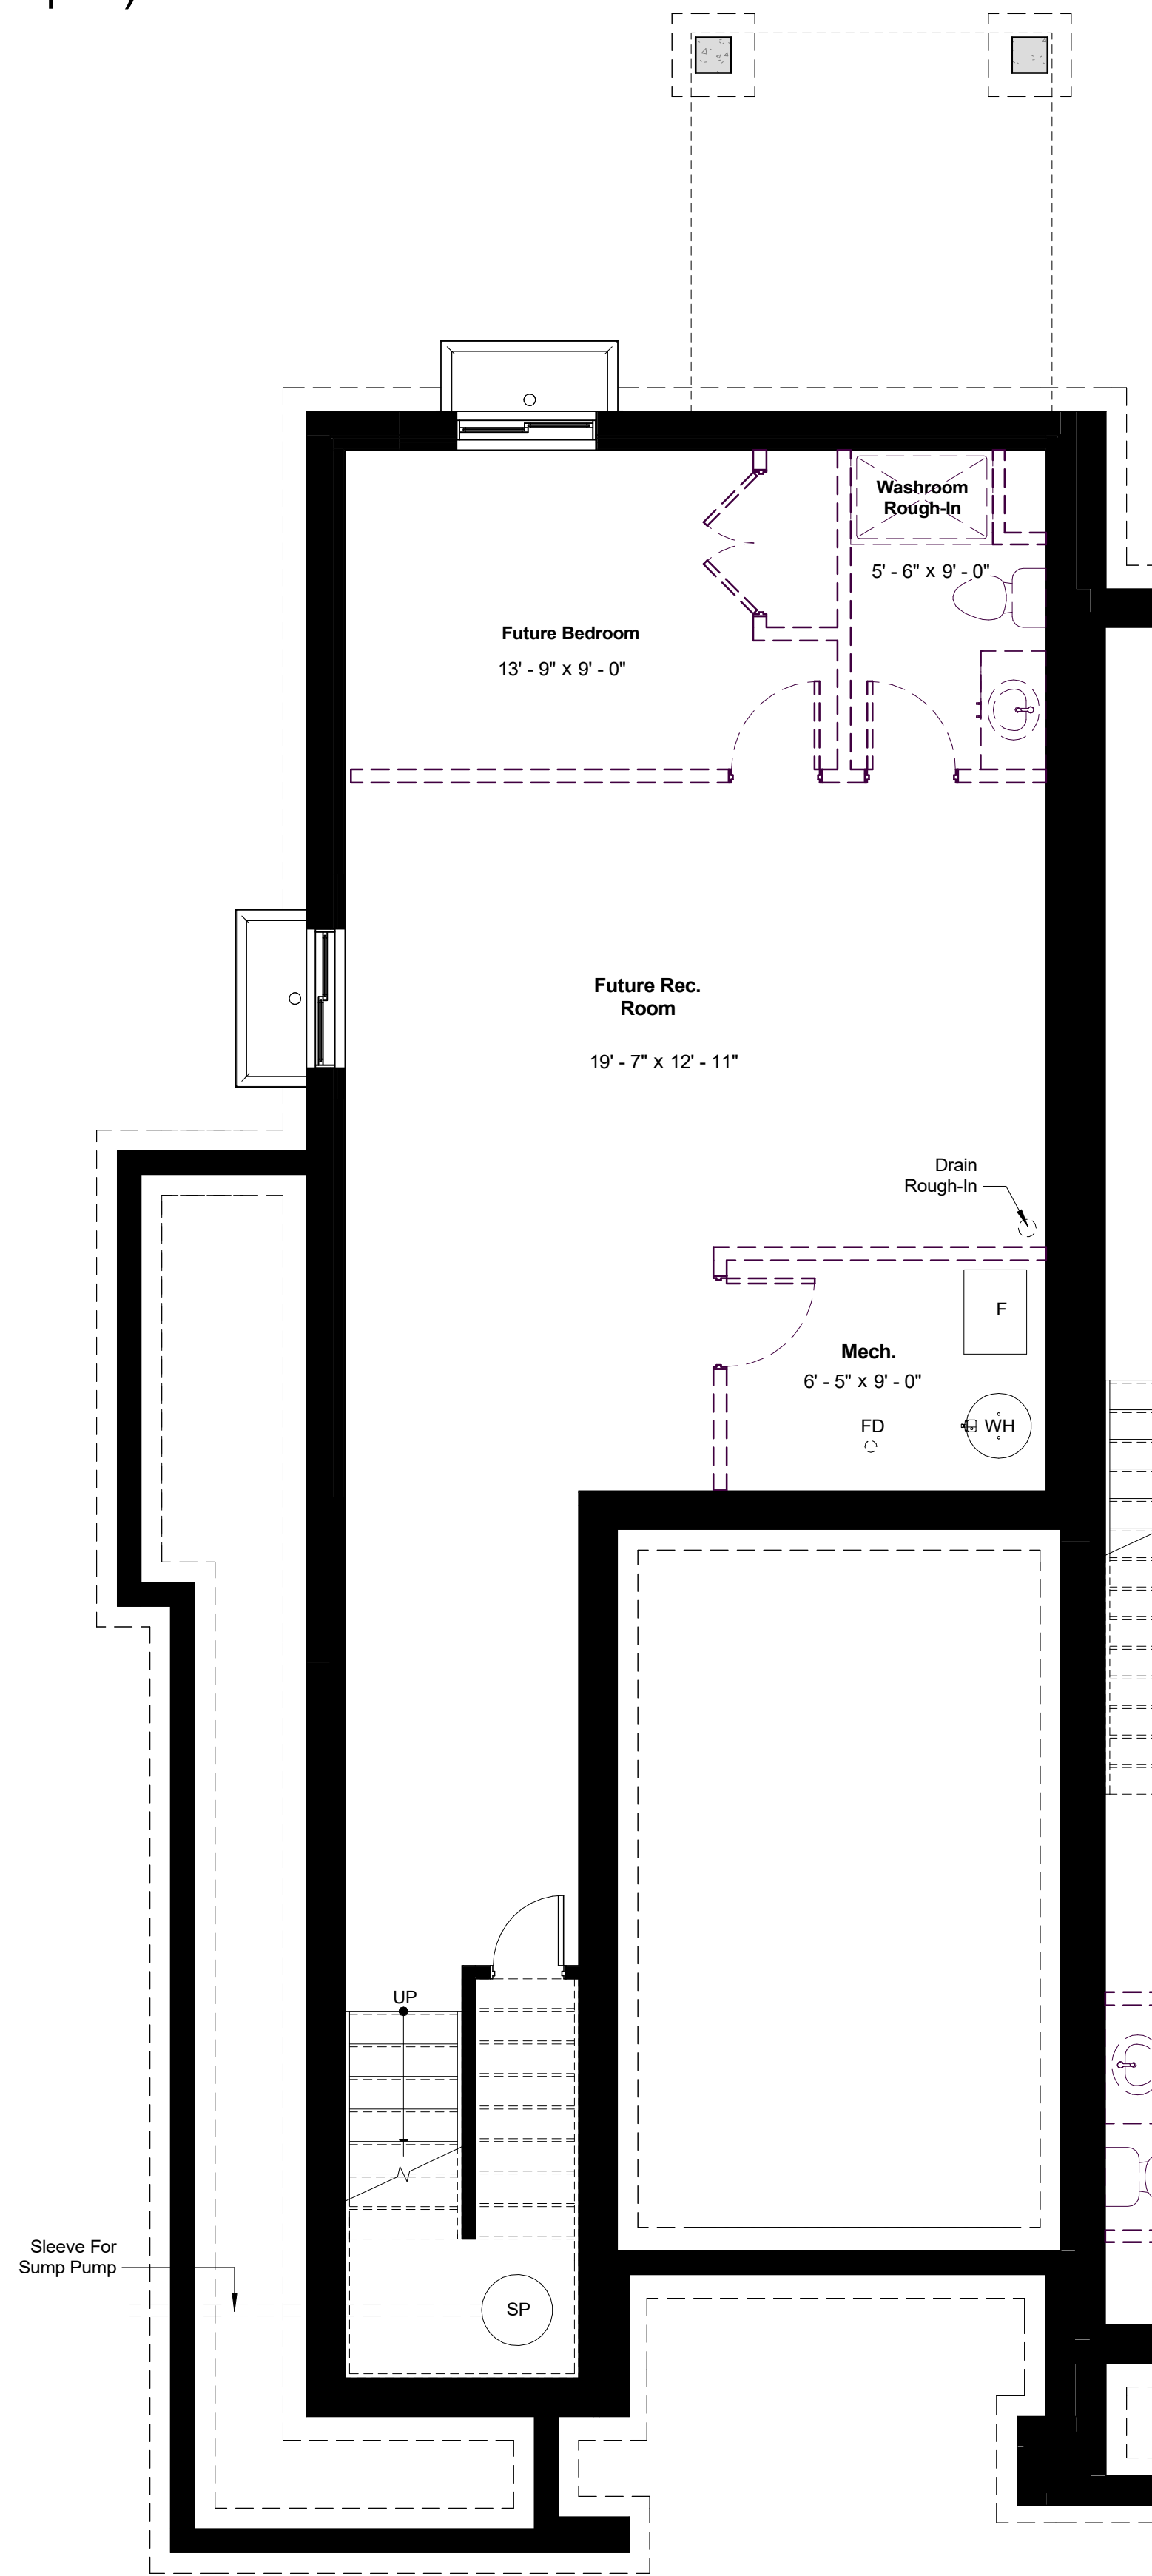 Washroom
Rough-In
5' - 6" x 9' - 0"
Future Bedroom
13' - 9" x 9' - 0"
Future Rec.
Room
19' - 7" x 12' - 11"
Drain
Rough-In
F
Mech.
6' - 5" x 9' - 0"
FD
WH
UP
Sleeve For
Sump Pump
SP